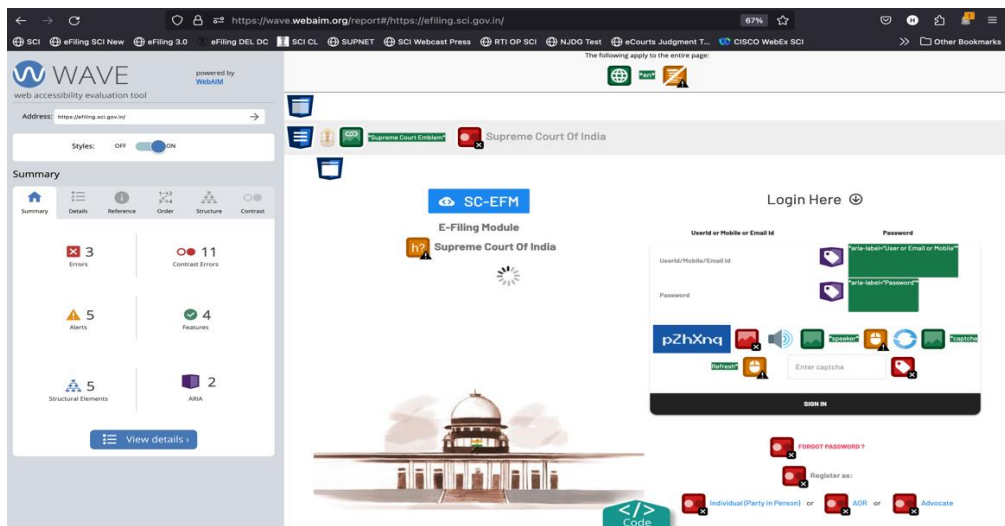 https://wave.webaim.org/report#/https://efiling.sci.gov.in/
67%
SCI eFiling SCI New eFiling 3.0 eFiling DEL DC SCI CL SUPNET SCI Webcast Press RTI OP SCI NJDG Test eCourts Judgment T... CISCO WebEx SCI Other Bookmarks
WAVE
powered by
WebAIM
web accessibility evaluation tool
Address: https://efiling.sci.gov.in/
Styles: OFF ON
Summary
Summary Details Reference Order Structure Contrast
3
Errors
11
Contrast Errors
5
Alerts
4
Features
5
Structural Elements
2
ARIA
View details ›
The following apply to the entire page:
*en*
*Supreme Court Emblem*
Supreme Court Of India
SC-EFM
E-Filing Module
h?
Supreme Court Of India
Login Here
UserId or Mobile or Email Id Password
UserId/Mobile/Email Id
*aria-label="User or Email or Mobile"*
Password
*aria-label="Password"*
pZhXnq
*speaker*
*captcha
Refresh*
Enter captcha
SIGN IN
FORGOT PASSWORD ?
Register as:
Individual (Party in Person) or AOR or Advocate
</>
Code